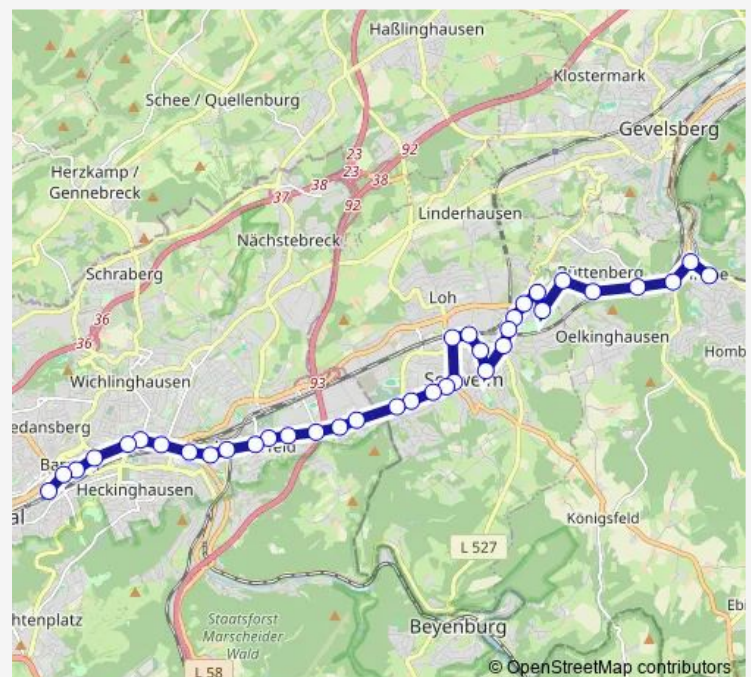 Haßlinghausen
Klostermark
Schee / Quellenburg
Gevelsberg
23
92
23
38
Herzkamp /
Gennebreck
38
37
92
Linderhausen
Nächstebreck
Schraberg
Loh
36
36
Oelkinghausen
93
Wichlinghausen
Heckinghausen
Königsfeld
L 527
Staatsforst
Marscheider
Wald
Beyenburg
L 58
© OpenStreetMap contributors